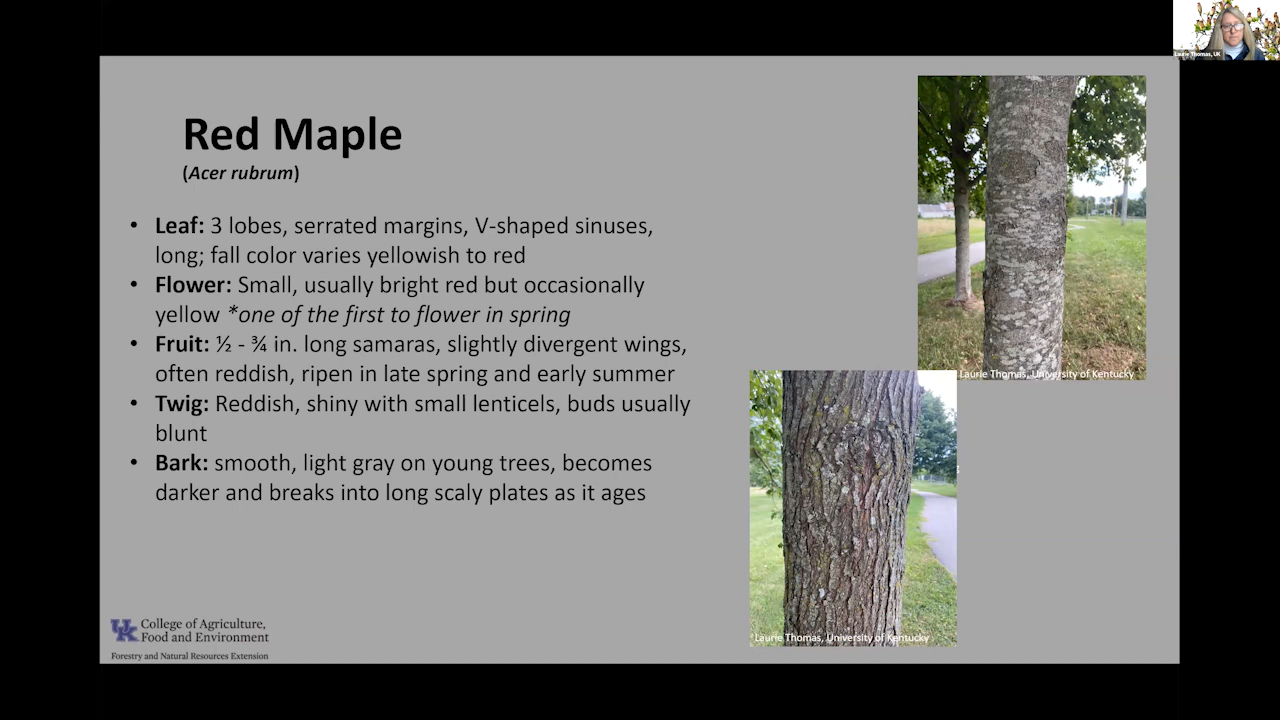 Laurie Thomas, UK
Red Maple
(Acer rubrum)
• Leaf: 3 lobes, serrated margins, V-shaped sinuses,
long; fall color varies yellowish to red
• Flower: Small, usually bright red but occasionally
yellow *one of the first to flower in spring
• Fruit: ½ - ¾ in. long samaras, slightly divergent wings,
often reddish, ripen in late spring and early summer
• Twig: Reddish, shiny with small lenticels, buds usually
blunt
• Bark: smooth, light gray on young trees, becomes
darker and breaks into long scaly plates as it ages
Laurie Thomas, University of Kentucky
Laurie Thomas, University of Kentucky
UK College of Agriculture,
Food and Environment
Forestry and Natural Resources Extension